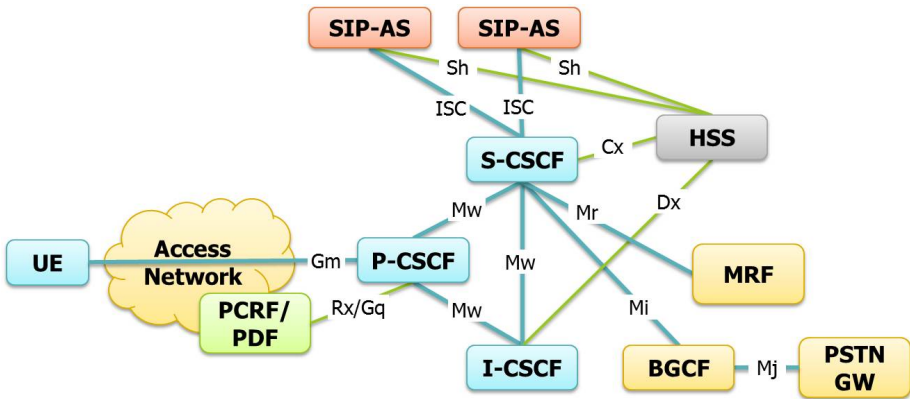 SIP-AS
SIP-AS
Sh
Sh
ISC
ISC
HSS
S-CSCF
Cx
Mw
Mr
Dx
Access
Network
UE
Gm
P-CSCF
Mw
MRF
PCRF/
PDF
Rx/Gq
Mw
Mi
I-CSCF
BGCF
Mj
PSTN
GW